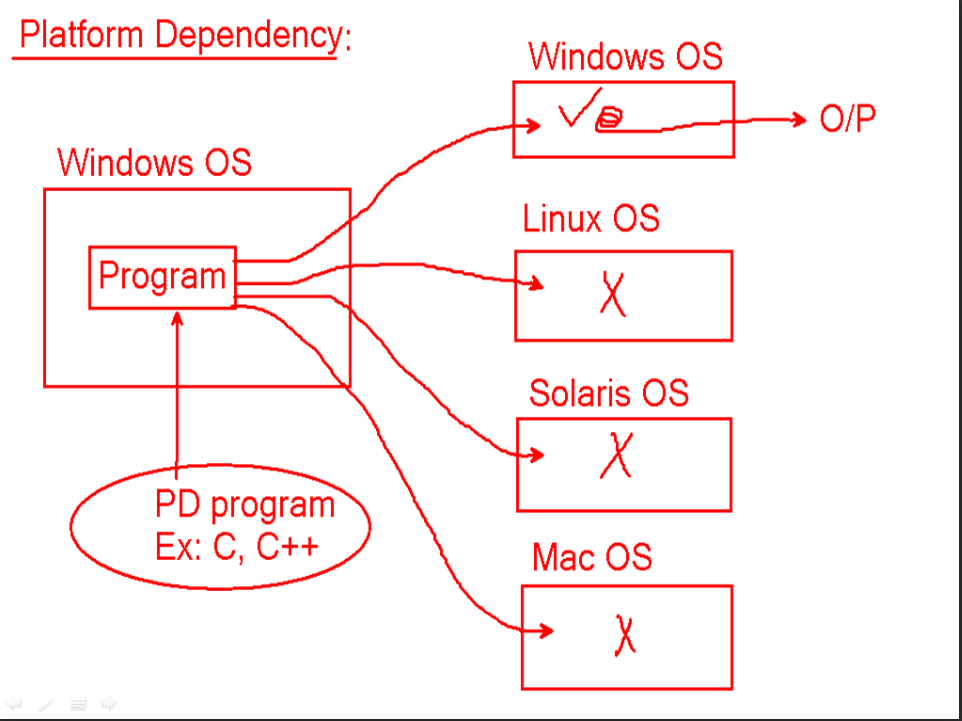 Platform Dependency:
Windows OS
Program
PD program
Ex: C, C++
Windows OS
O/P
Linux OS
X
Solaris OS
X
Mac OS
X